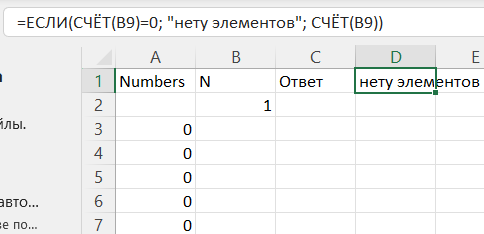 =ЕСЛИ(СЧЁТ(B9)=0; "нету элементов"; СЧЁТ(B9))
A B C D E
1 Numbers N Ответ нету элементов
2 1
йлы.
3 0
4 0
5 0
авто...
6 0
зе по...
7 0